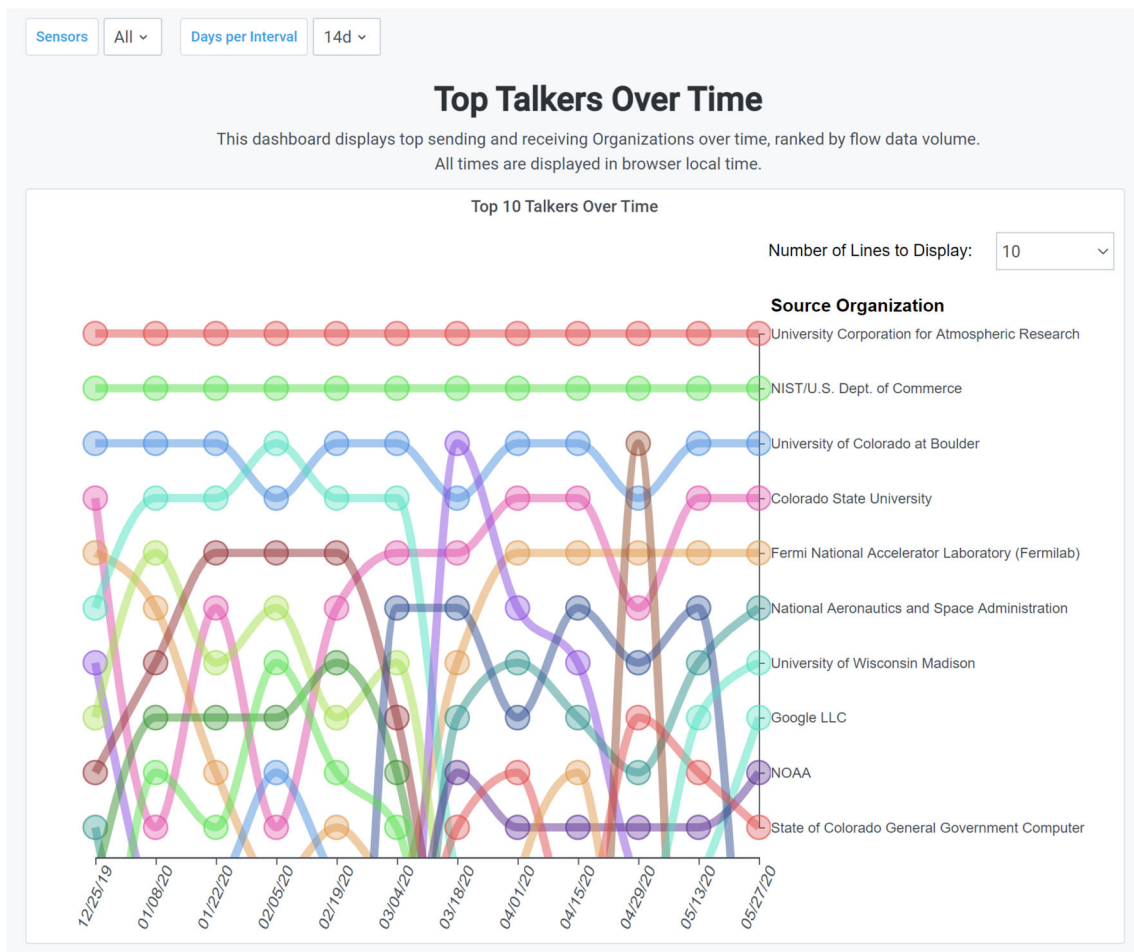 Sensors All Days per Interval 14d
Top Talkers Over Time
This dashboard displays top sending and receiving Organizations over time, ranked by flow data volume.
All times are displayed in browser local time.
Top 10 Talkers Over Time
Number of Lines to Display: 10
Source Organization
University Corporation for Atmospheric Research
NIST/U.S. Dept. of Commerce
University of Colorado at Boulder
Colorado State University
Fermi National Accelerator Laboratory (Fermilab)
National Aeronautics and Space Administration
University of Wisconsin Madison
Google LLC
NOAA
State of Colorado General Government Computer
12/25/19 01/08/20 01/22/20 02/05/20 02/19/20 03/04/20 03/18/20 04/01/20 04/15/20 04/29/20 05/13/20 05/27/20